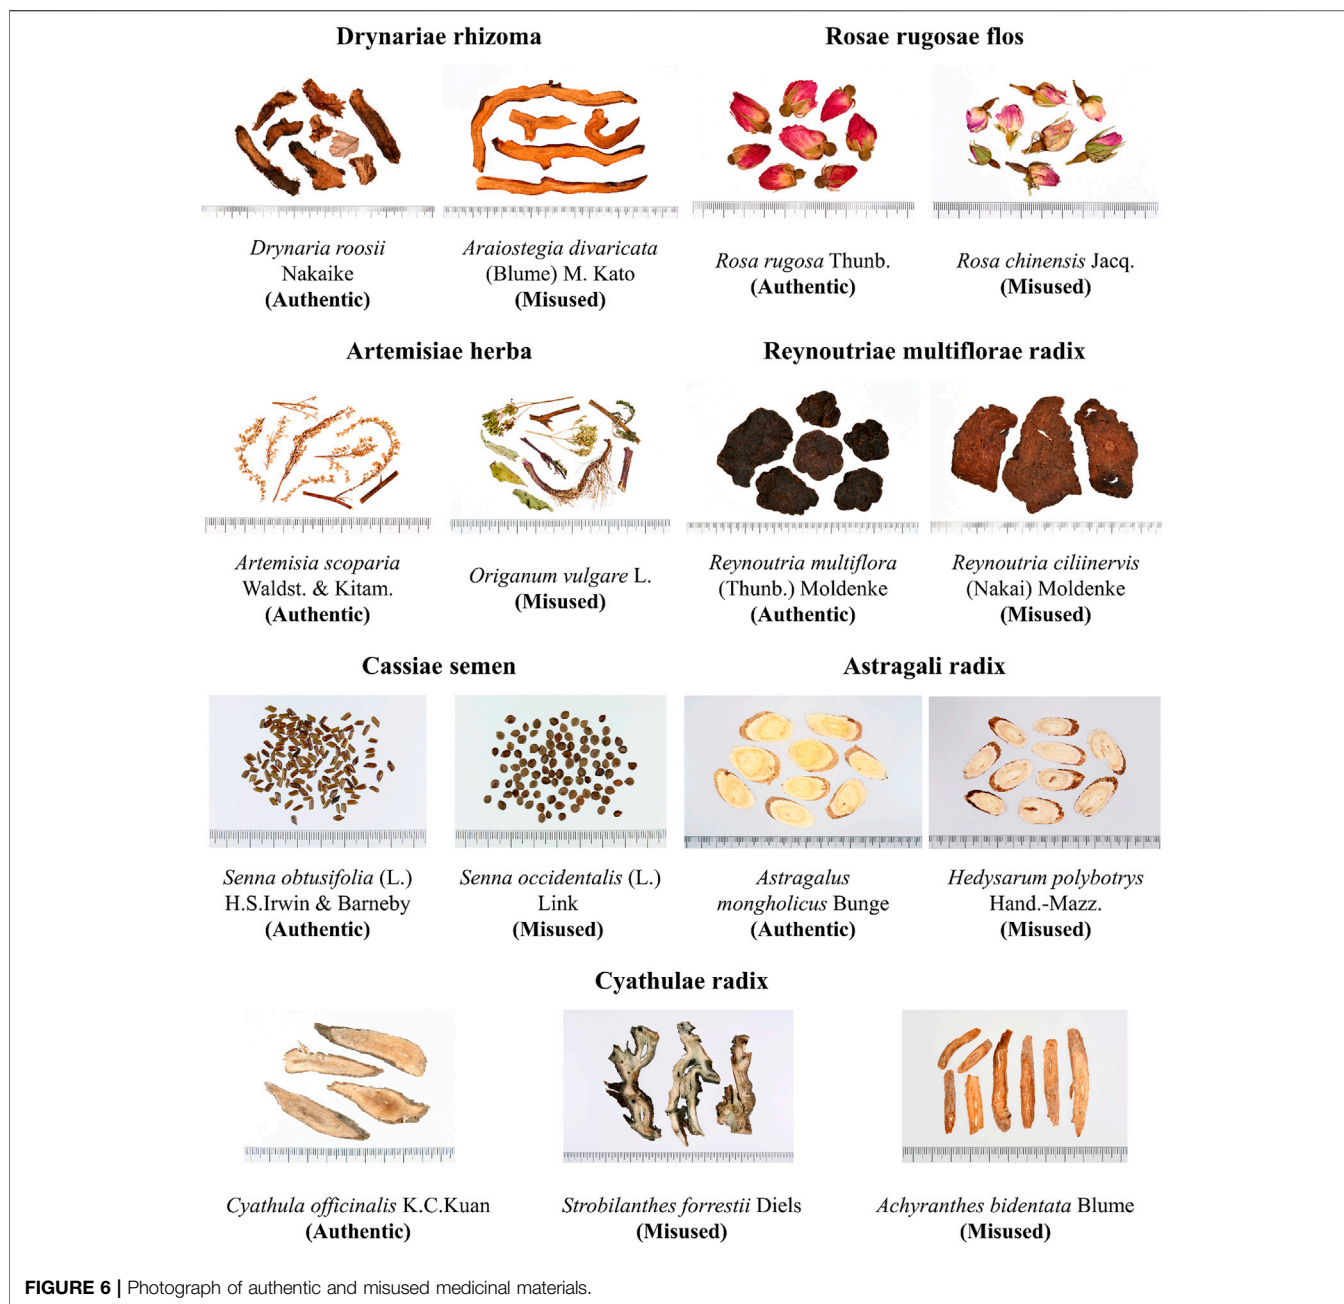 Drynariae rhizoma
Rosae rugosae flos
Drynaria roosii
Nakaike
(Authentic)
Araiostegia divaricata
(Blume) M. Kato
(Misused)
Rosa rugosa Thunb.
(Authentic)
Rosa chinensis Jacq.
(Misused)
Artemisiae herba
Reynoutriae multiflorae radix
Artemisia scoparia
Waldst. & Kitam.
(Authentic)
Origanum vulgare L.
(Misused)
Reynoutria multiflora
(Thunb.) Moldenke
(Authentic)
Reynoutria ciliinervis
(Nakai) Moldenke
(Misused)
Cassiae semen
Astragali radix
Senna obtusifolia (L.)
H.S.Irwin & Barneby
(Authentic)
Senna occidentalis (L.)
Link
(Misused)
Astragalus
mongholicus Bunge
(Authentic)
Hedysarum polybotrys
Hand.-Mazz.
(Misused)
Cyathulae radix
Cyathula officinalis K.C.Kuan
(Authentic)
Strobilanthes forrestii Diels
(Misused)
Achyranthes bidentata Blume
(Misused)
FIGURE 6 | Photograph of authentic and misused medicinal materials.